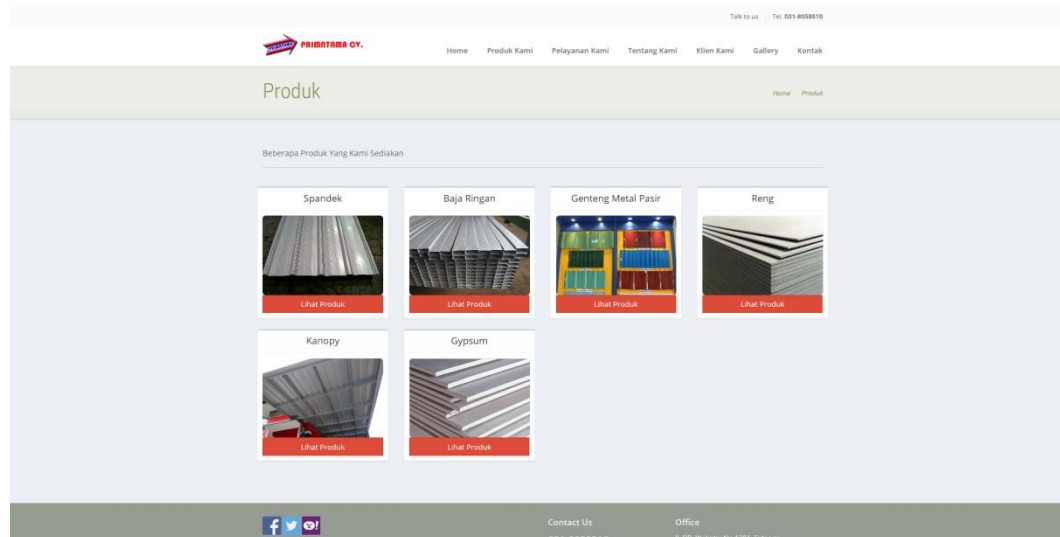 Talk to us Tel. 031-8550510
PRIMATAMA CV.
Home Produk Kami Pelayanan Kami Tentang Kami Klien Kami Gallery Kontak
Produk
Home Produk
Beberapa Produk Yang Kami Sediakan
Spandek Baja Ringan Genteng Metal Pasir Reng
Lihat Produk Lihat Produk Lihat Produk Lihat Produk
Kanopy Gypsum
Lihat Produk Lihat Produk
Contact Us Office